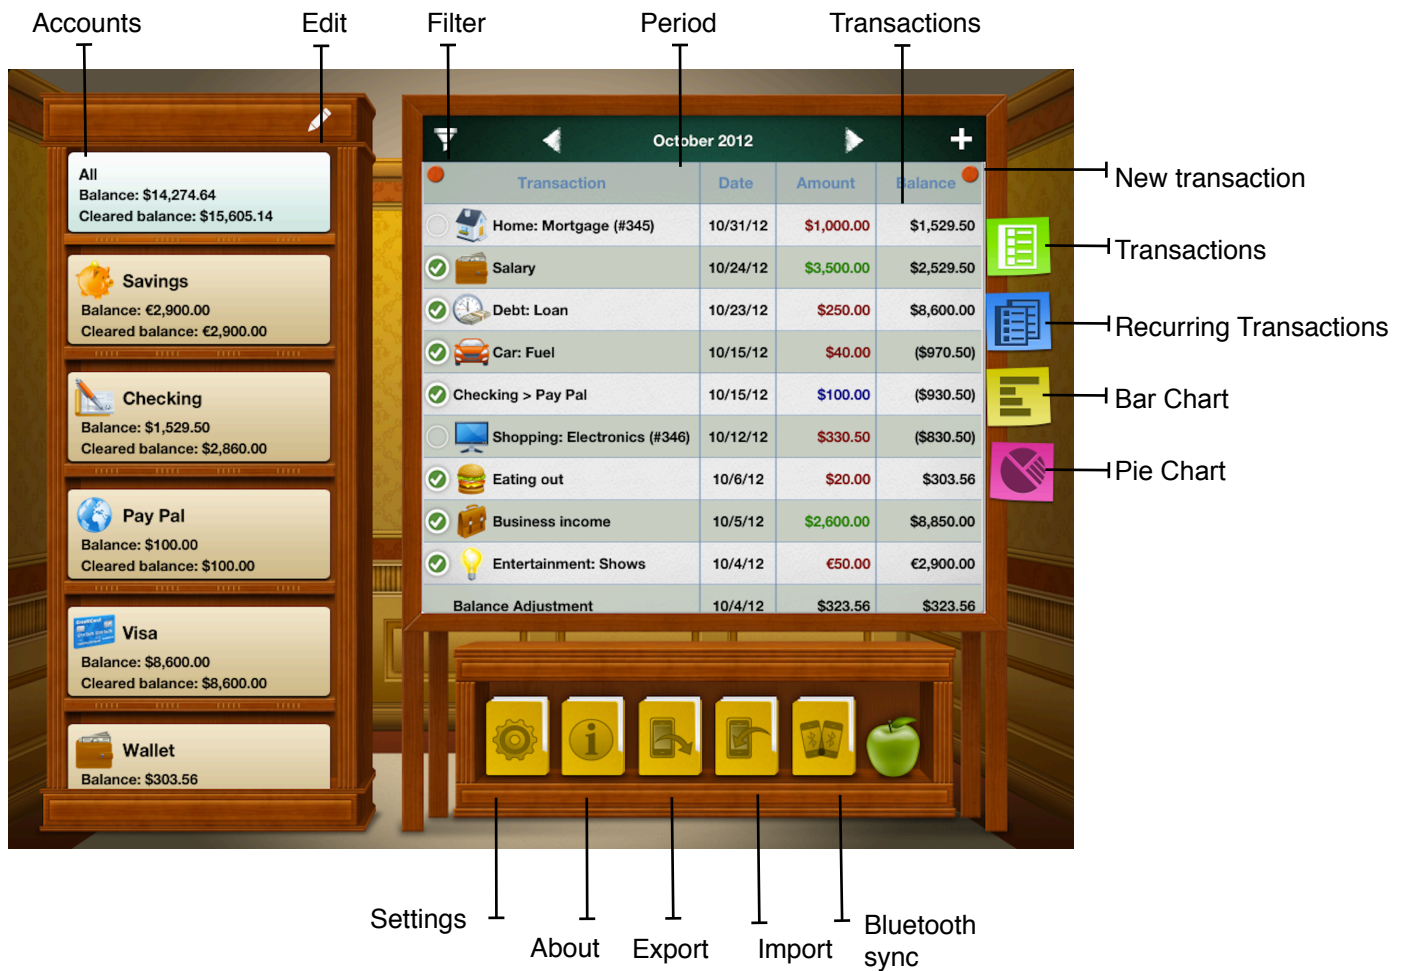 Accounts
Edit
Filter
Period
Transactions
October 2012
All
Balance: $14,274.64
Cleared balance: $15,605.14
Savings
Balance: €2,900.00
Cleared balance: €2,900.00
Checking
Balance: $1,529.50
Cleared balance: $2,860.00
Pay Pal
Balance: $100.00
Cleared balance: $100.00
Visa
Balance: $8,600.00
Cleared balance: $8,600.00
Wallet
Balance: $303.56
Transaction Date Amount Balance
Home: Mortgage (#345) 10/31/12 $1,000.00 $1,529.50
Salary 10/24/12 $3,500.00 $2,529.50
Debt: Loan 10/23/12 $250.00 $8,600.00
Car: Fuel 10/15/12 $40.00 ($970.50)
Checking > Pay Pal 10/15/12 $100.00 ($930.50)
Shopping: Electronics (#346) 10/12/12 $330.50 ($830.50)
Eating out 10/6/12 $20.00 $303.56
Business income 10/5/12 $2,600.00 $8,850.00
Entertainment: Shows 10/4/12 €50.00 €2,900.00
Balance Adjustment 10/4/12 $323.56 $323.56
New transaction
Transactions
Recurring Transactions
Bar Chart
Pie Chart
Settings
About
Export
Import
Bluetooth
sync